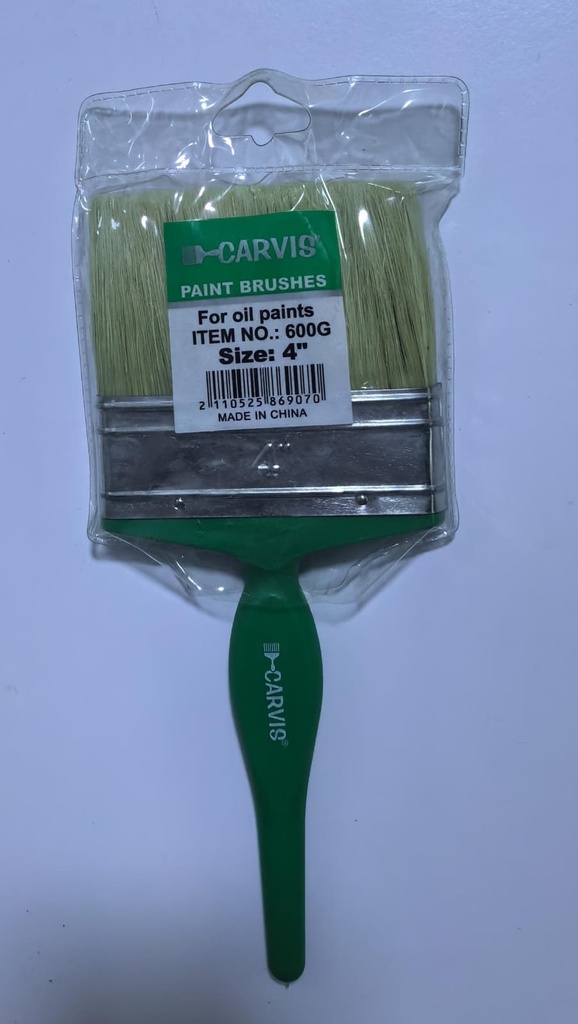 CARVIS
PAINT BRUSHES
For oil paints
ITEM NO.: 600G
Size: 4"
2 110525 869070
MADE IN CHINA
4"
CARVIS®